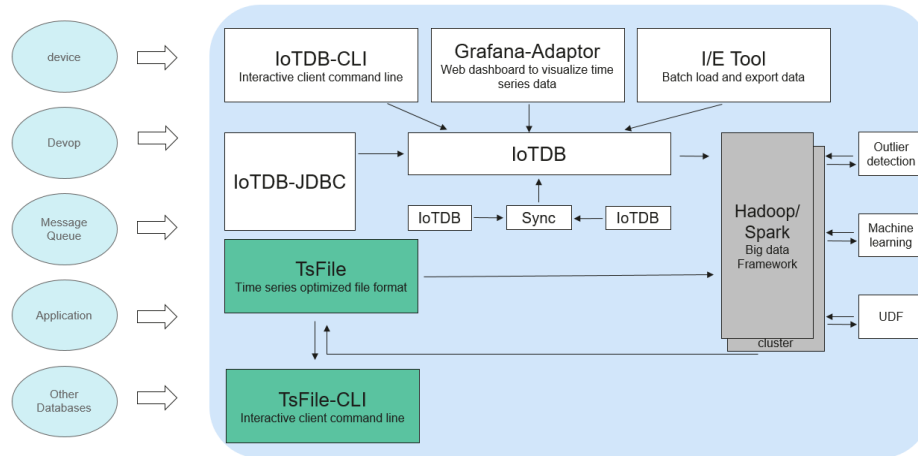 device
Devop
Message
Queue
Application
Other
Databases
IoTDB-CLI
Interactive client command line
Grafana-Adaptor
Web dashboard to visualize time
series data
I/E Tool
Batch load and export data
IoTDB-JDBC
IoTDB
IoTDB
Sync
IoTDB
TsFile
Time series optimized file format
TsFile-CLI
Interactive client command line
Hadoop/
Spark
Big data
Framework
cluster
Outlier
detection
Machine
learning
UDF